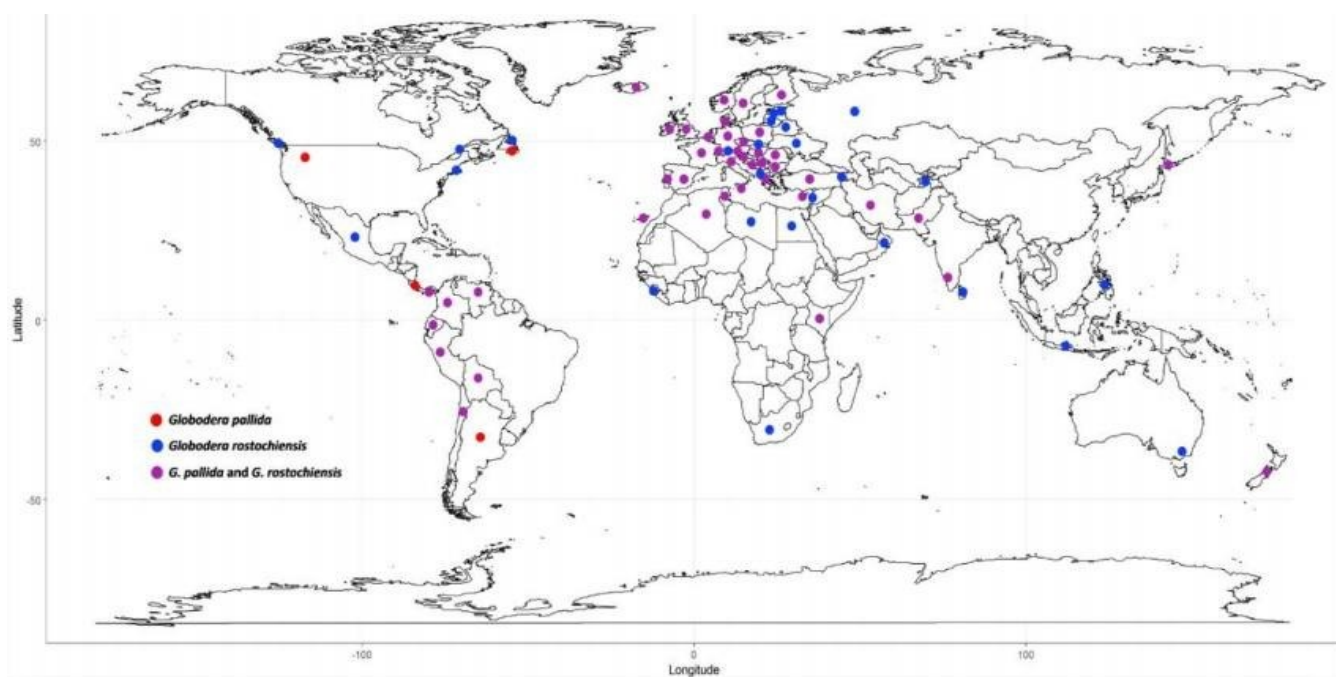 50
0
-50
Latitude
Globodera pallida
Globodera rostochiensis
G. pallida and G. rostochiensis
-100
0
100
Longitude